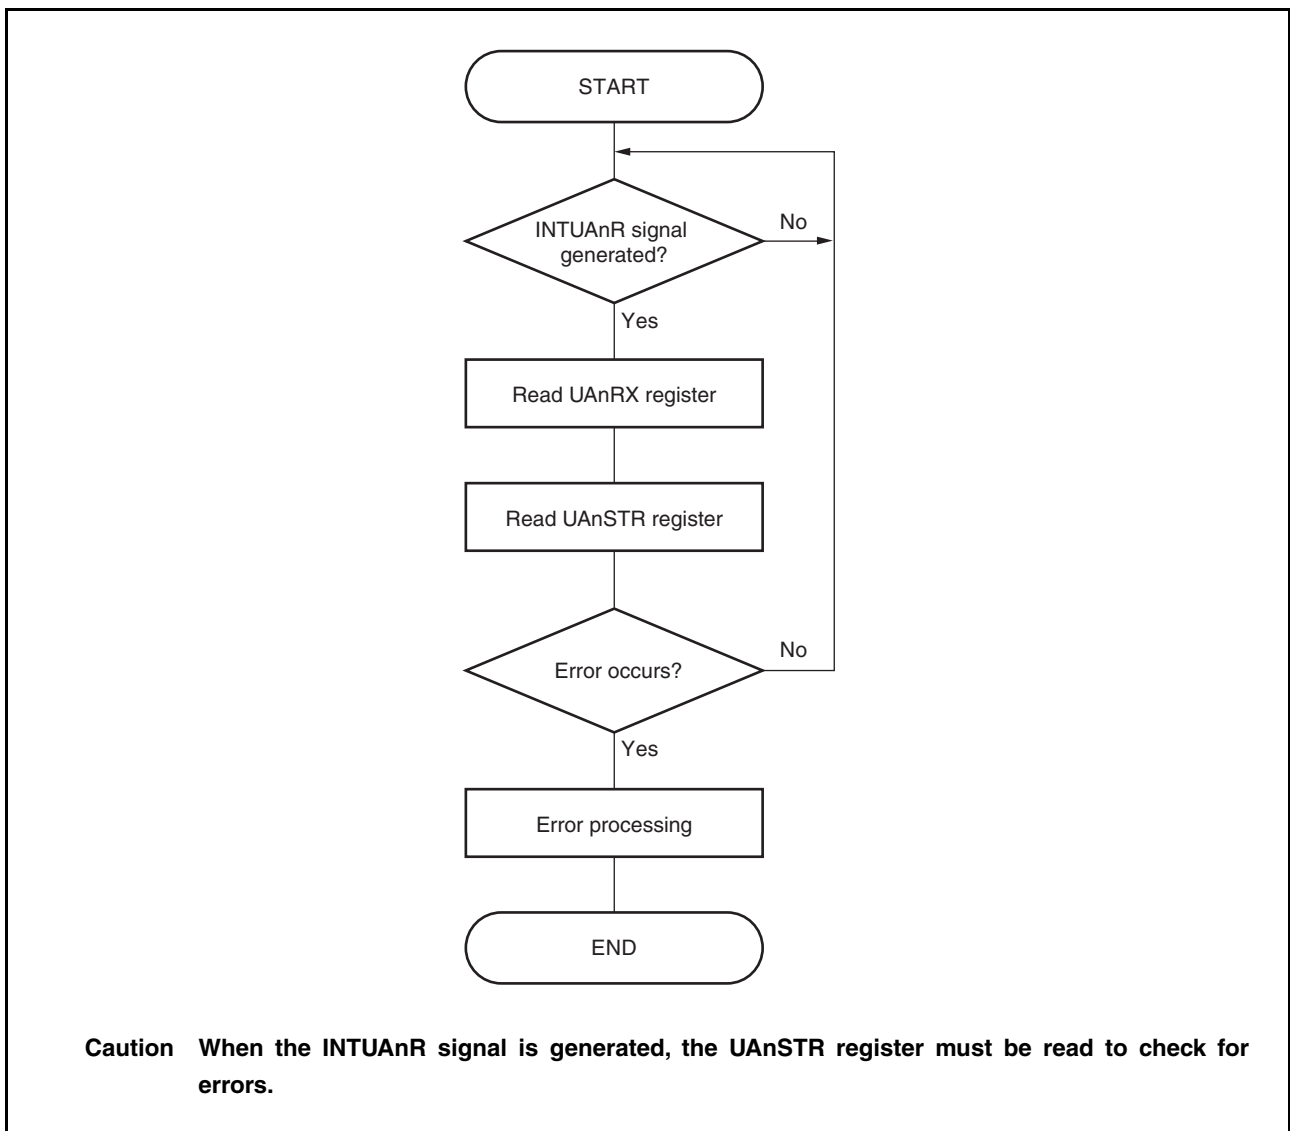 START
INTUAnR signal
generated?
No
Yes
Read UAnRX register
Read UAnSTR register
Error occurs?
No
Yes
Error processing
END
Caution When the INTUAnR signal is generated, the UAnSTR register must be read to check for
errors.